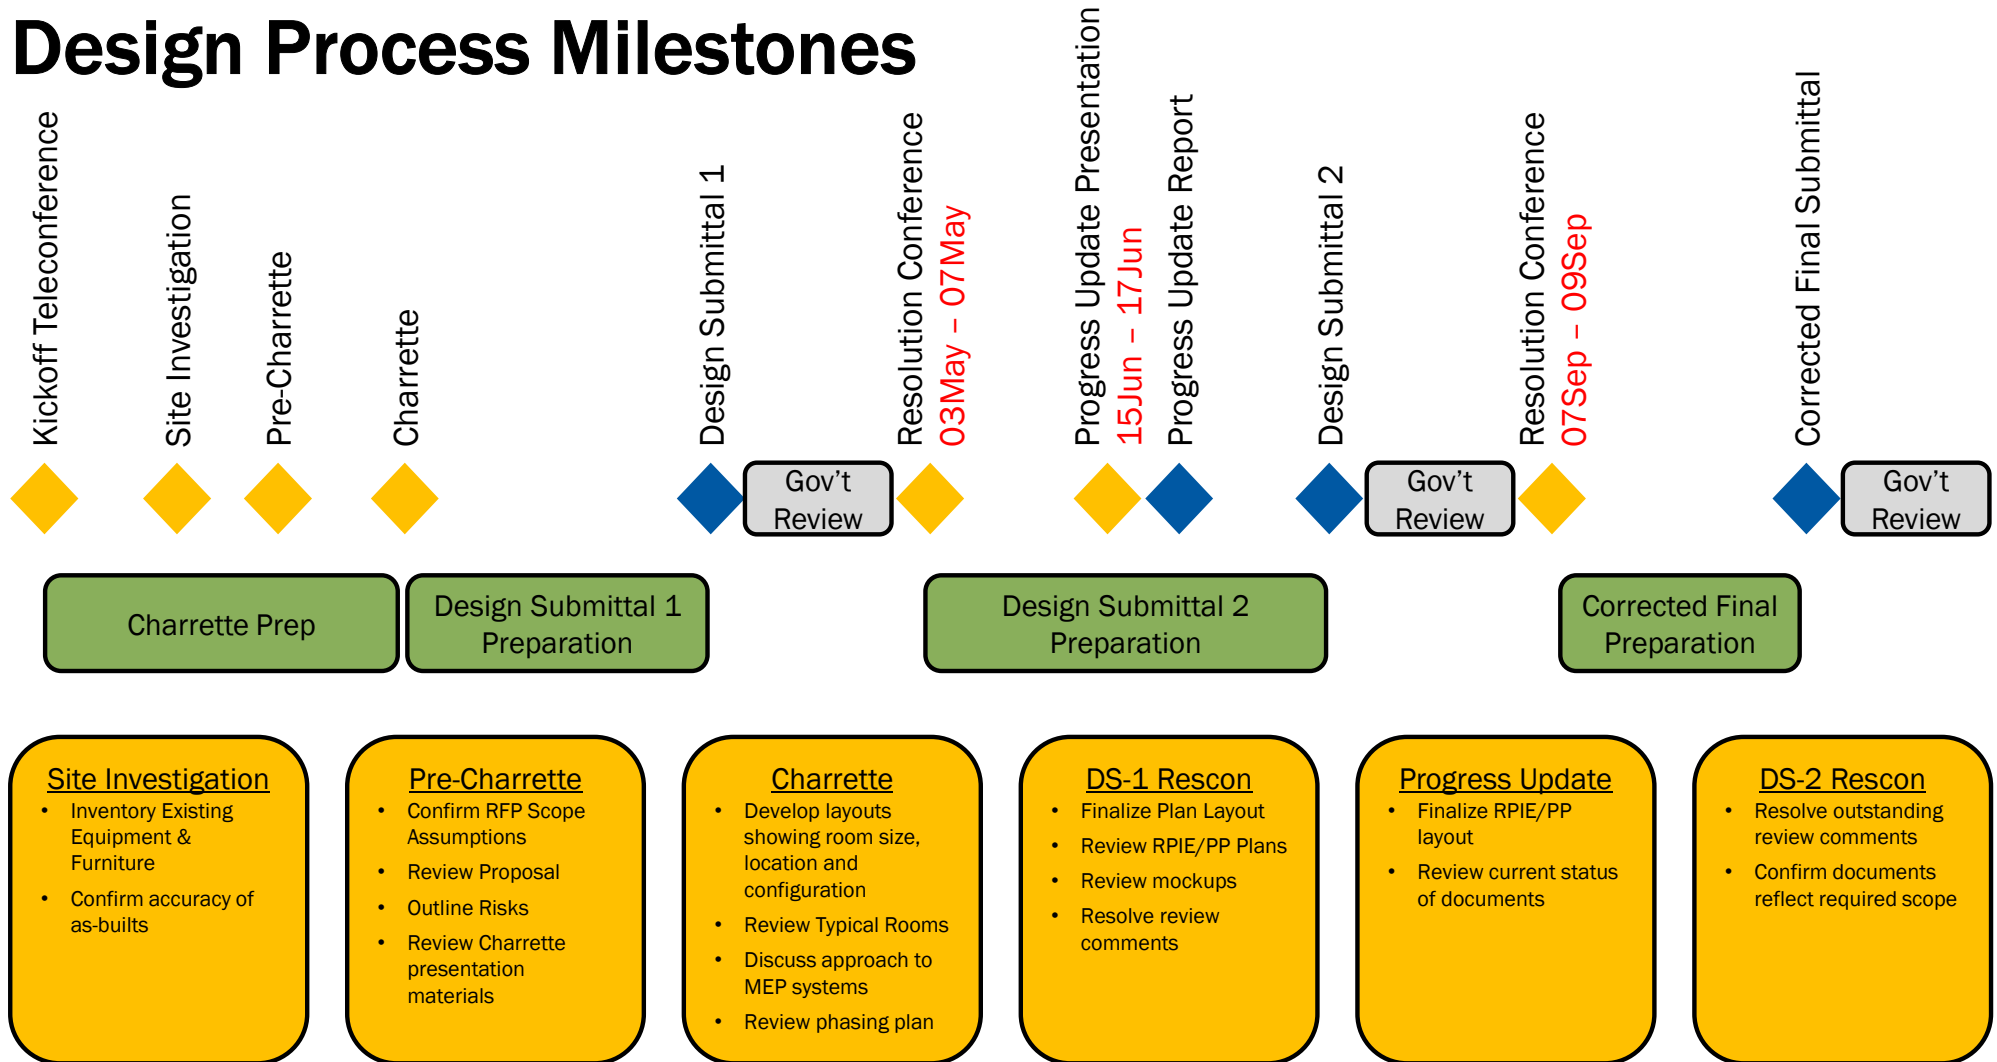 Design Process Milestones
Kickoff Teleconference
Site Investigation
Pre-Charrette
Charrette
Design Submittal 1
Resolution Conference
03May – 07May
Progress Update Presentation
15Jun – 17Jun
Progress Update Report
Design Submittal 2
Resolution Conference
07Sep – 09Sep
Corrected Final Submittal
Gov't
Review
Gov't
Review
Gov't
Review
Charrette Prep
Design Submittal 1
Preparation
Design Submittal 2
Preparation
Corrected Final
Preparation
Site Investigation
• Inventory Existing
Equipment &
Furniture
• Confirm accuracy of
as-builts
Pre-Charrette
• Confirm RFP Scope
Assumptions
• Review Proposal
• Outline Risks
• Review Charrette
presentation
materials
Charrette
• Develop layouts
showing room size,
location and
configuration
• Review Typical Rooms
• Discuss approach to
MEP systems
• Review phasing plan
DS-1 Rescon
• Finalize Plan Layout
• Review RPIE/PP Plans
• Review mockups
• Resolve review
comments
Progress Update
• Finalize RPIE/PP
layout
• Review current status
of documents
DS-2 Rescon
• Resolve outstanding
review comments
• Confirm documents
reflect required scope